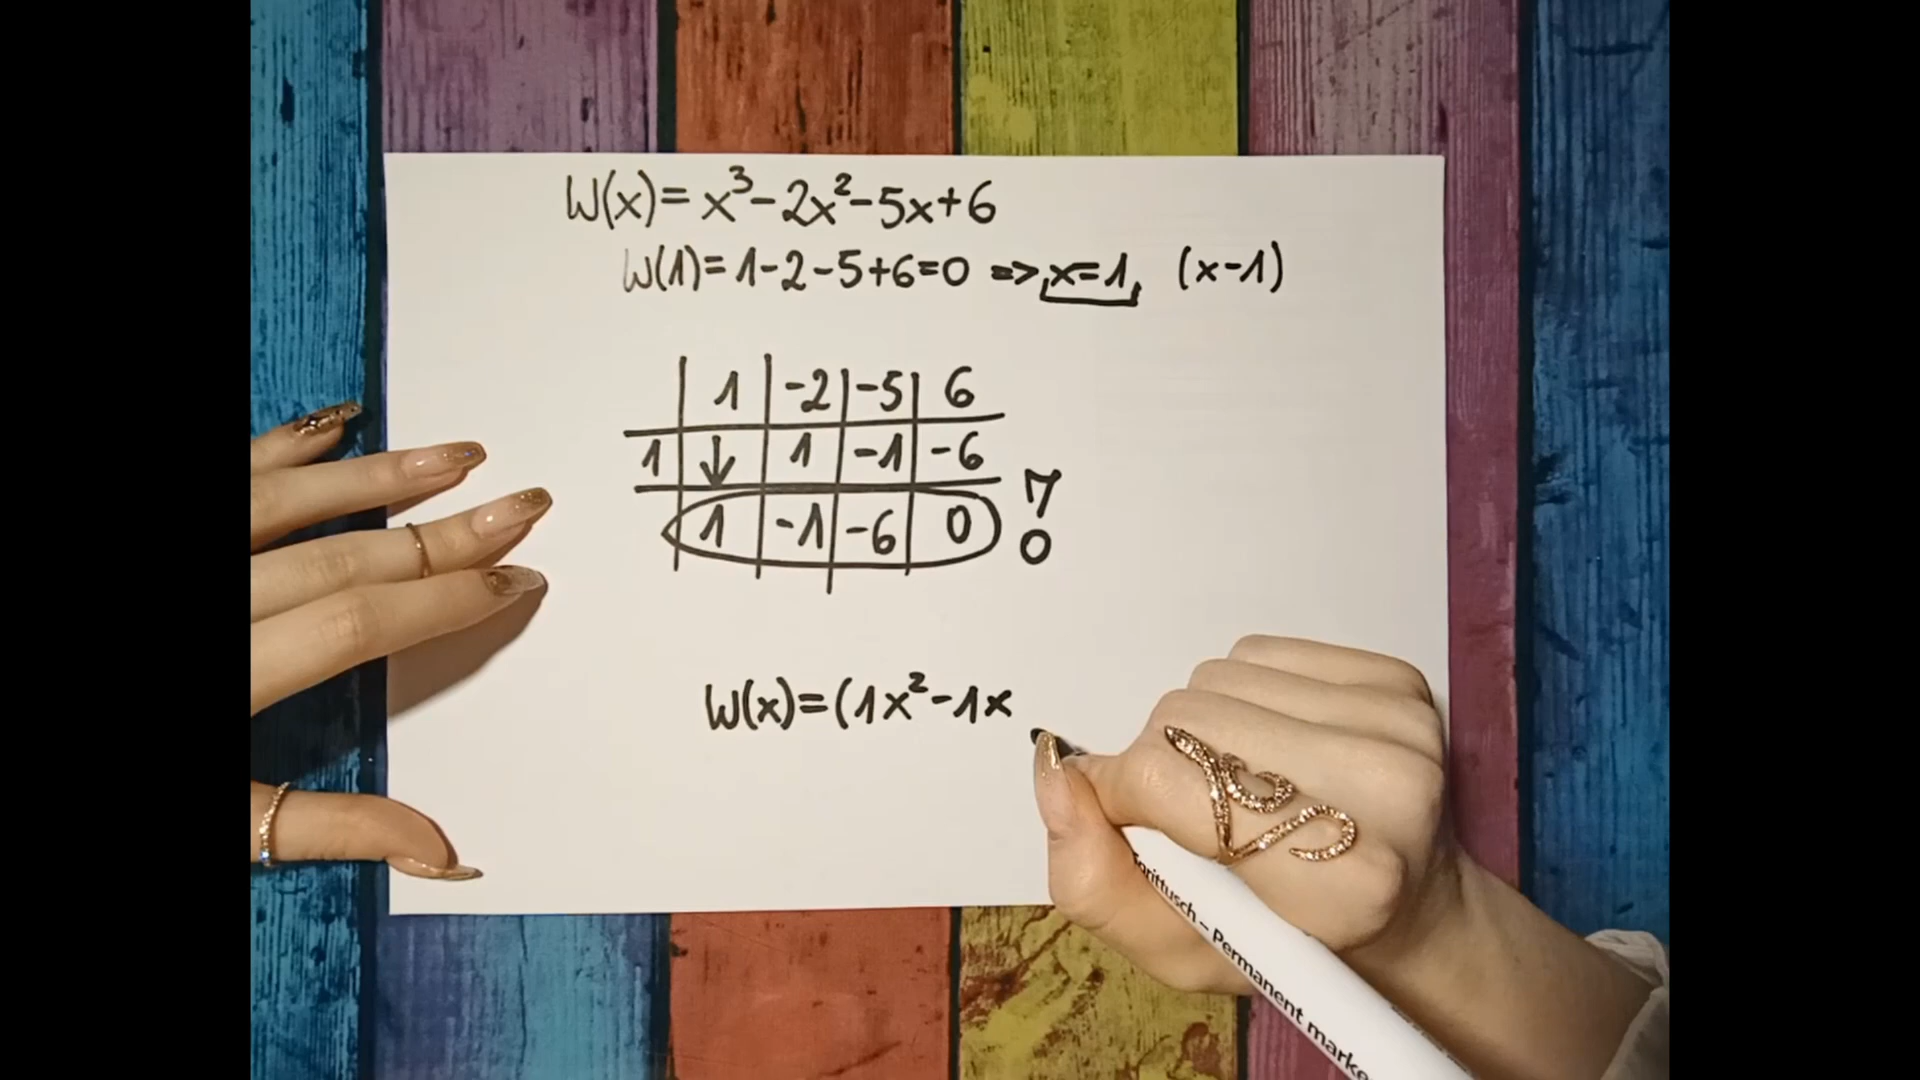 W(x)=x³-2x²-5x+6
W(1)=1-2-5+6=0 => x=1, (x-1)
1 -2 -5 6
1 ↓ 1 -1 -6
7
1 -1 -6 0
0
W(x)=(1x²-1x
Permanent marke